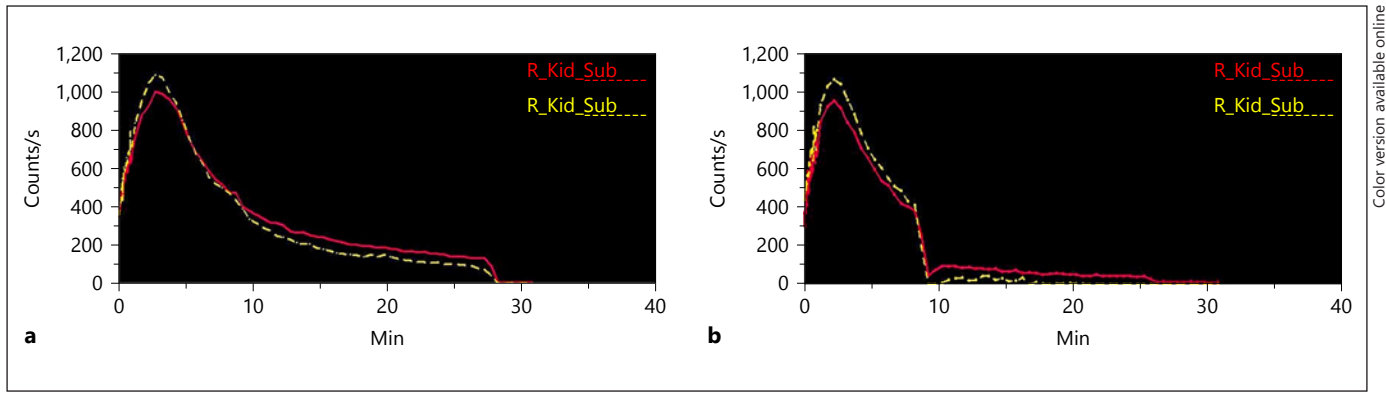 1,200
1,000
800
600
400
200
0
Counts/s
R_Kid_Sub
R_Kid_Sub
0 10 20 30 40
Min
a
1,200
1,000
800
600
400
200
0
Counts/s
R_Kid_Sub
R_Kid_Sub
0 10 20 30 40
Min
b
Color version available online